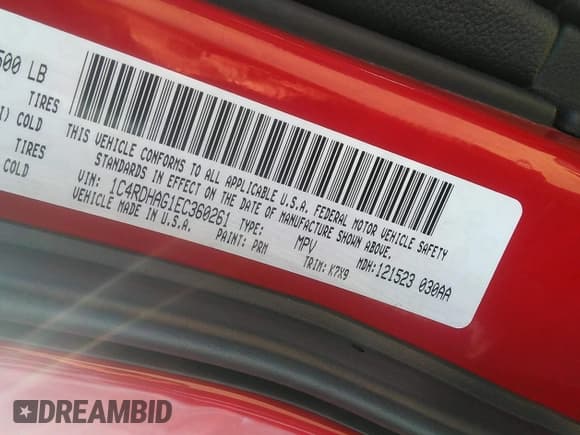 500 LB
TIRES
I) COLD
TIRES
COLD
THIS VEHICLE CONFORMS TO ALL APPLICABLE U.S.A. FEDERAL MOTOR VEHICLE SAFETY
STANDARDS IN EFFECT ON THE DATE OF MANUFACTURE SHOWN ABOVE.
VIN: 1C4RDHAG1EC360261 TYPE: MPV MDH:121523 030AA
VEHICLE MADE IN U.S.A. PAINT: PRM TRIM: K7X9
DREAMBID